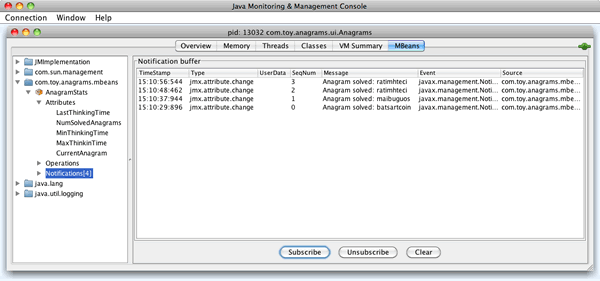 Java Monitoring & Management Console
Connection Window Help
pid: 13032 com.toy.anagrams.ui.Anagrams
Overview Memory Threads Classes VM Summary MBeans
JMImplementation
com.sun.management
com.toy.anagrams.mbeans
AnagramStats
Attributes
LastThinkingTime
NumSolvedAnagrams
MinThinkingTime
MaxThinkinTime
CurrentAnagram
Operations
Notifications[4]
java.lang
java.util.logging
Notification buffer
TimeStamp Type UserData SeqNum Message Event Source
15:10:56:544 jmx.attribute.change 3 Anagram solved: ratimhteci javax.management.Noti... com.toy.anagrams.mbe...
15:10:48:462 jmx.attribute.change 2 Anagram solved: ratimhteci javax.management.Noti... com.toy.anagrams.mbe...
15:10:37:944 jmx.attribute.change 1 Anagram solved: maibuguos javax.management.Noti... com.toy.anagrams.mbe...
15:10:29:896 jmx.attribute.change 0 Anagram solved: batsartcoin javax.management.Noti... com.toy.anagrams.mbe...
Subscribe Unsubscribe Clear